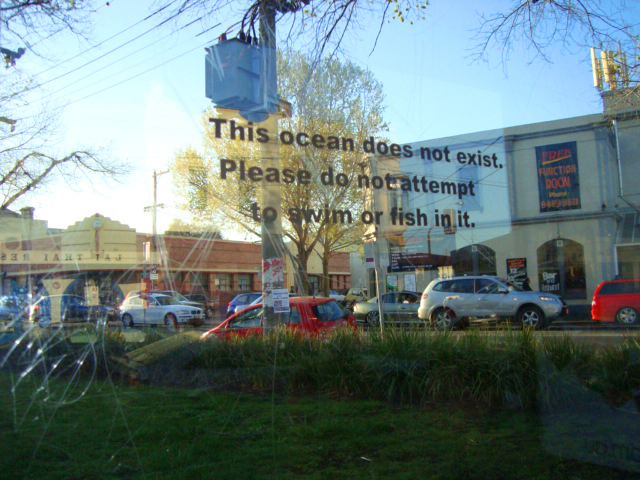 This ocean does not exist.
Please do not attempt
to swim or fish in it.
FREE
FUNCTION
ROOM